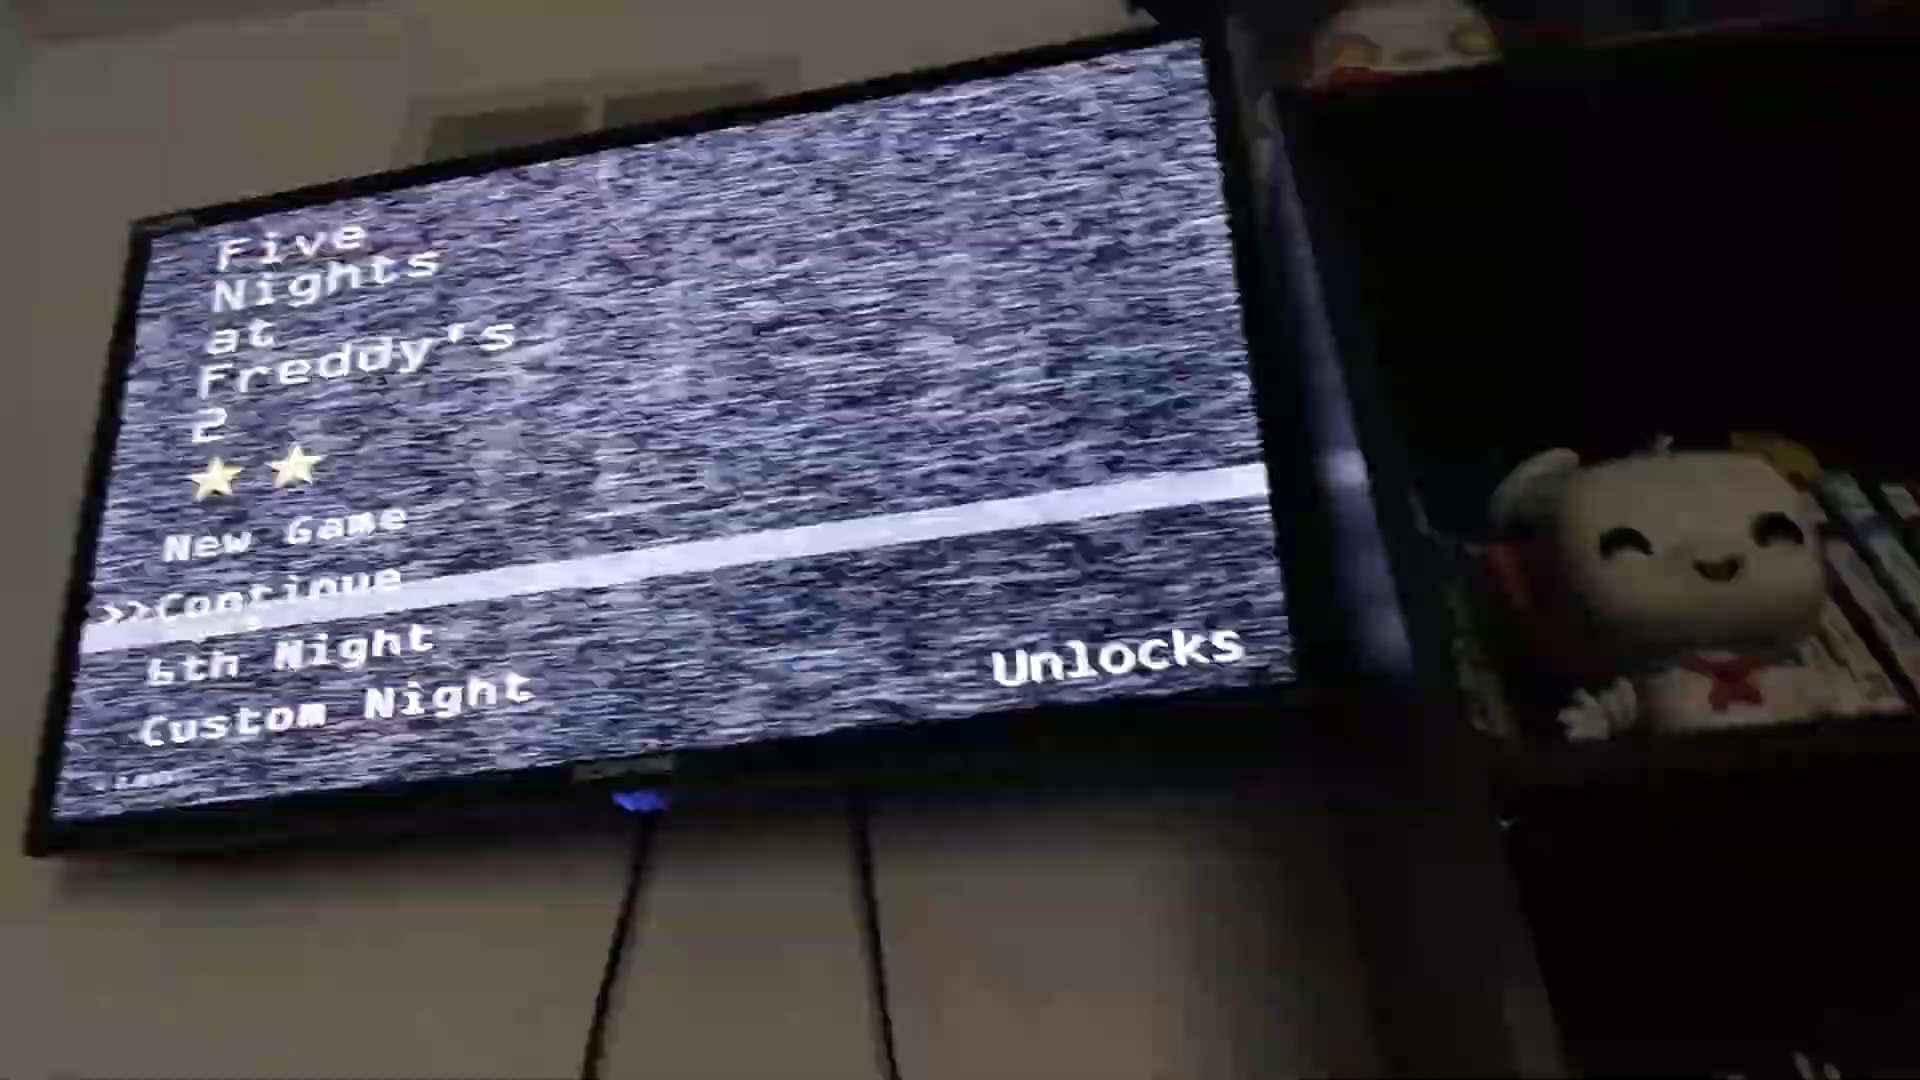 Five
Nights
at
Freddy's
2
New Game
>>Continue
6th Night
Custom Night
Unlocks